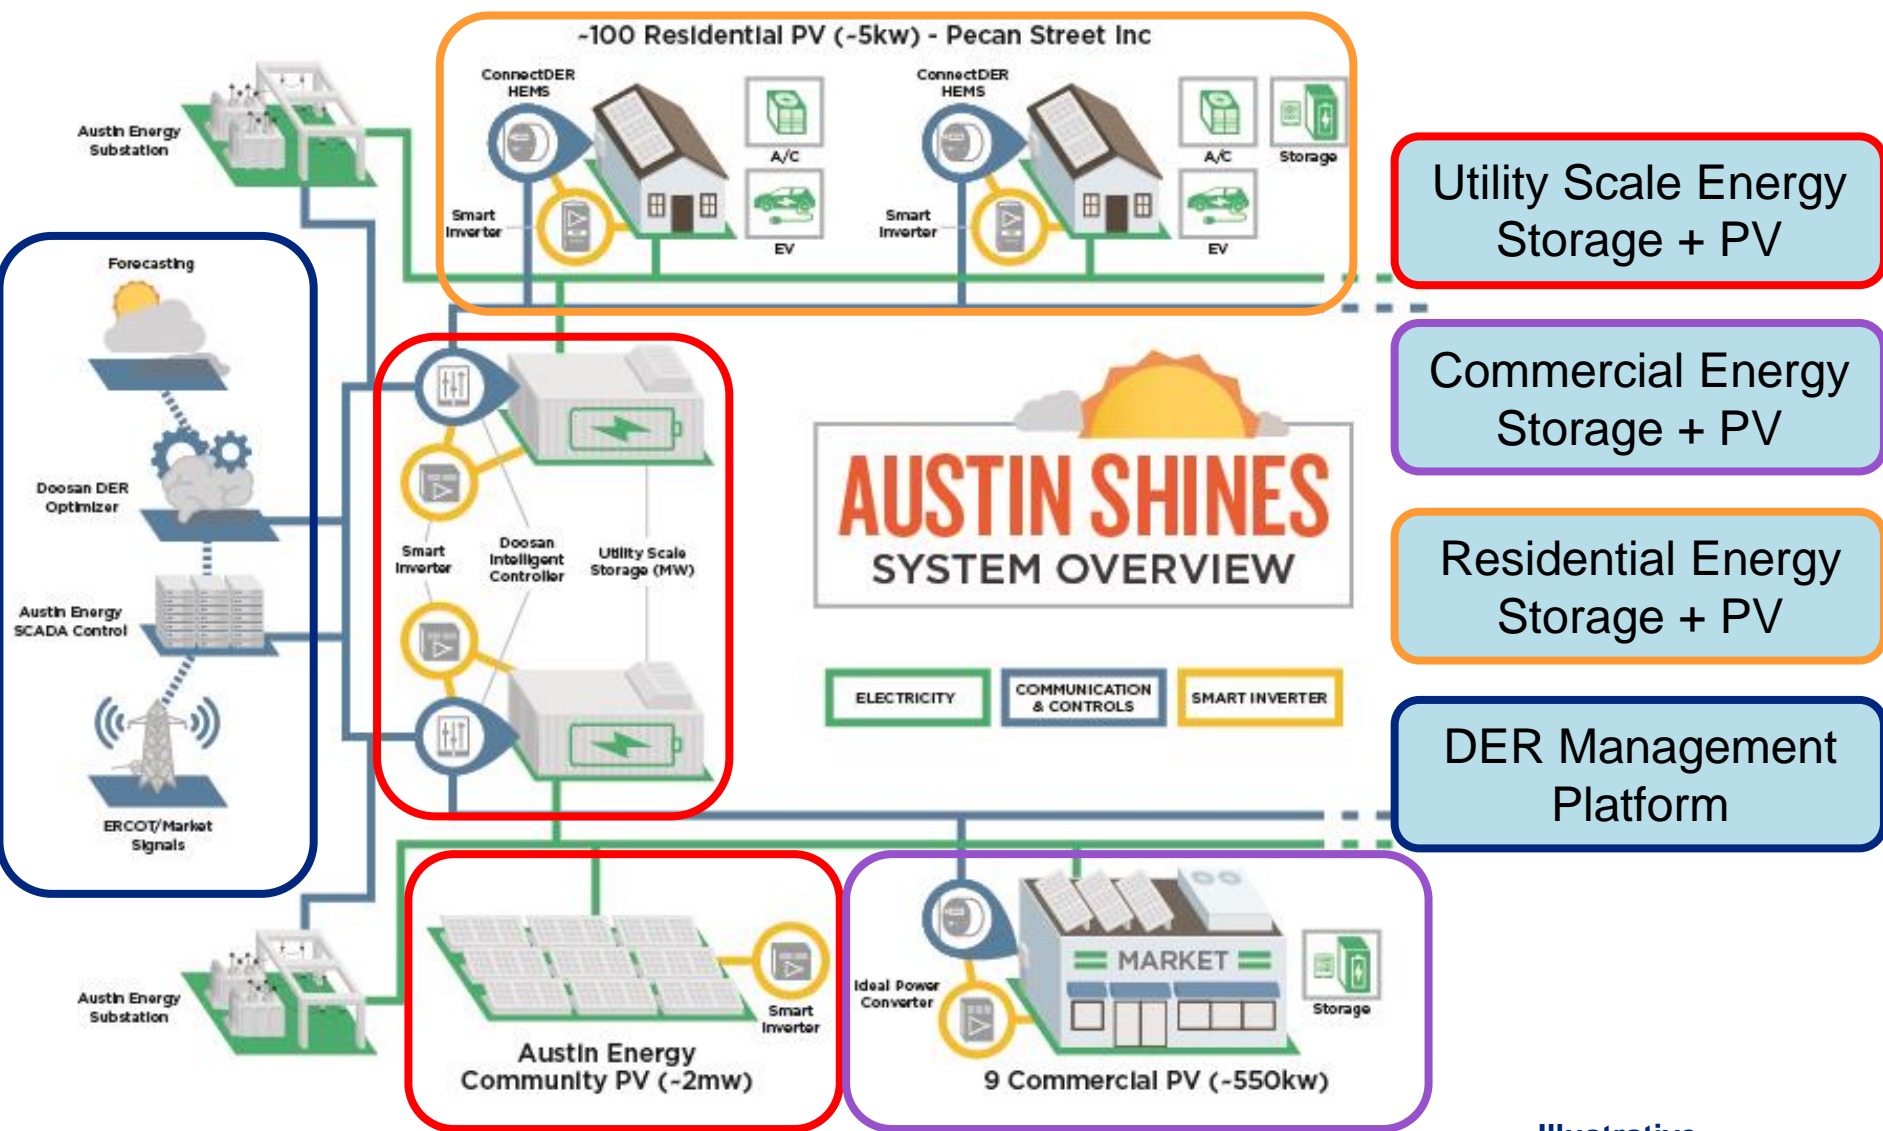 ~100 Residential PV (~5kw) - Pecan Street Inc
ConnectDER
HEMS
A/C
Smart
Inverter
EV
ConnectDER
HEMS
A/C
Storage
Smart
Inverter
EV
Austin Energy
Substation
Forecasting
Doosan DER
Optimizer
Austin Energy
SCADA Control
ERCOT/Market
Signals
Smart
Inverter
Doosan
Intelligent
Controller
Utility Scale
Storage (MW)
AUSTIN SHINES
SYSTEM OVERVIEW
ELECTRICITY
COMMUNICATION
& CONTROLS
SMART INVERTER
Utility Scale Energy
Storage + PV
Commercial Energy
Storage + PV
Residential Energy
Storage + PV
DER Management
Platform
Austin Energy
Substation
Smart
Inverter
Austin Energy
Community PV (~2mw)
Ideal Power
Converter
MARKET
Storage
9 Commercial PV (~550kw)
Illustrative